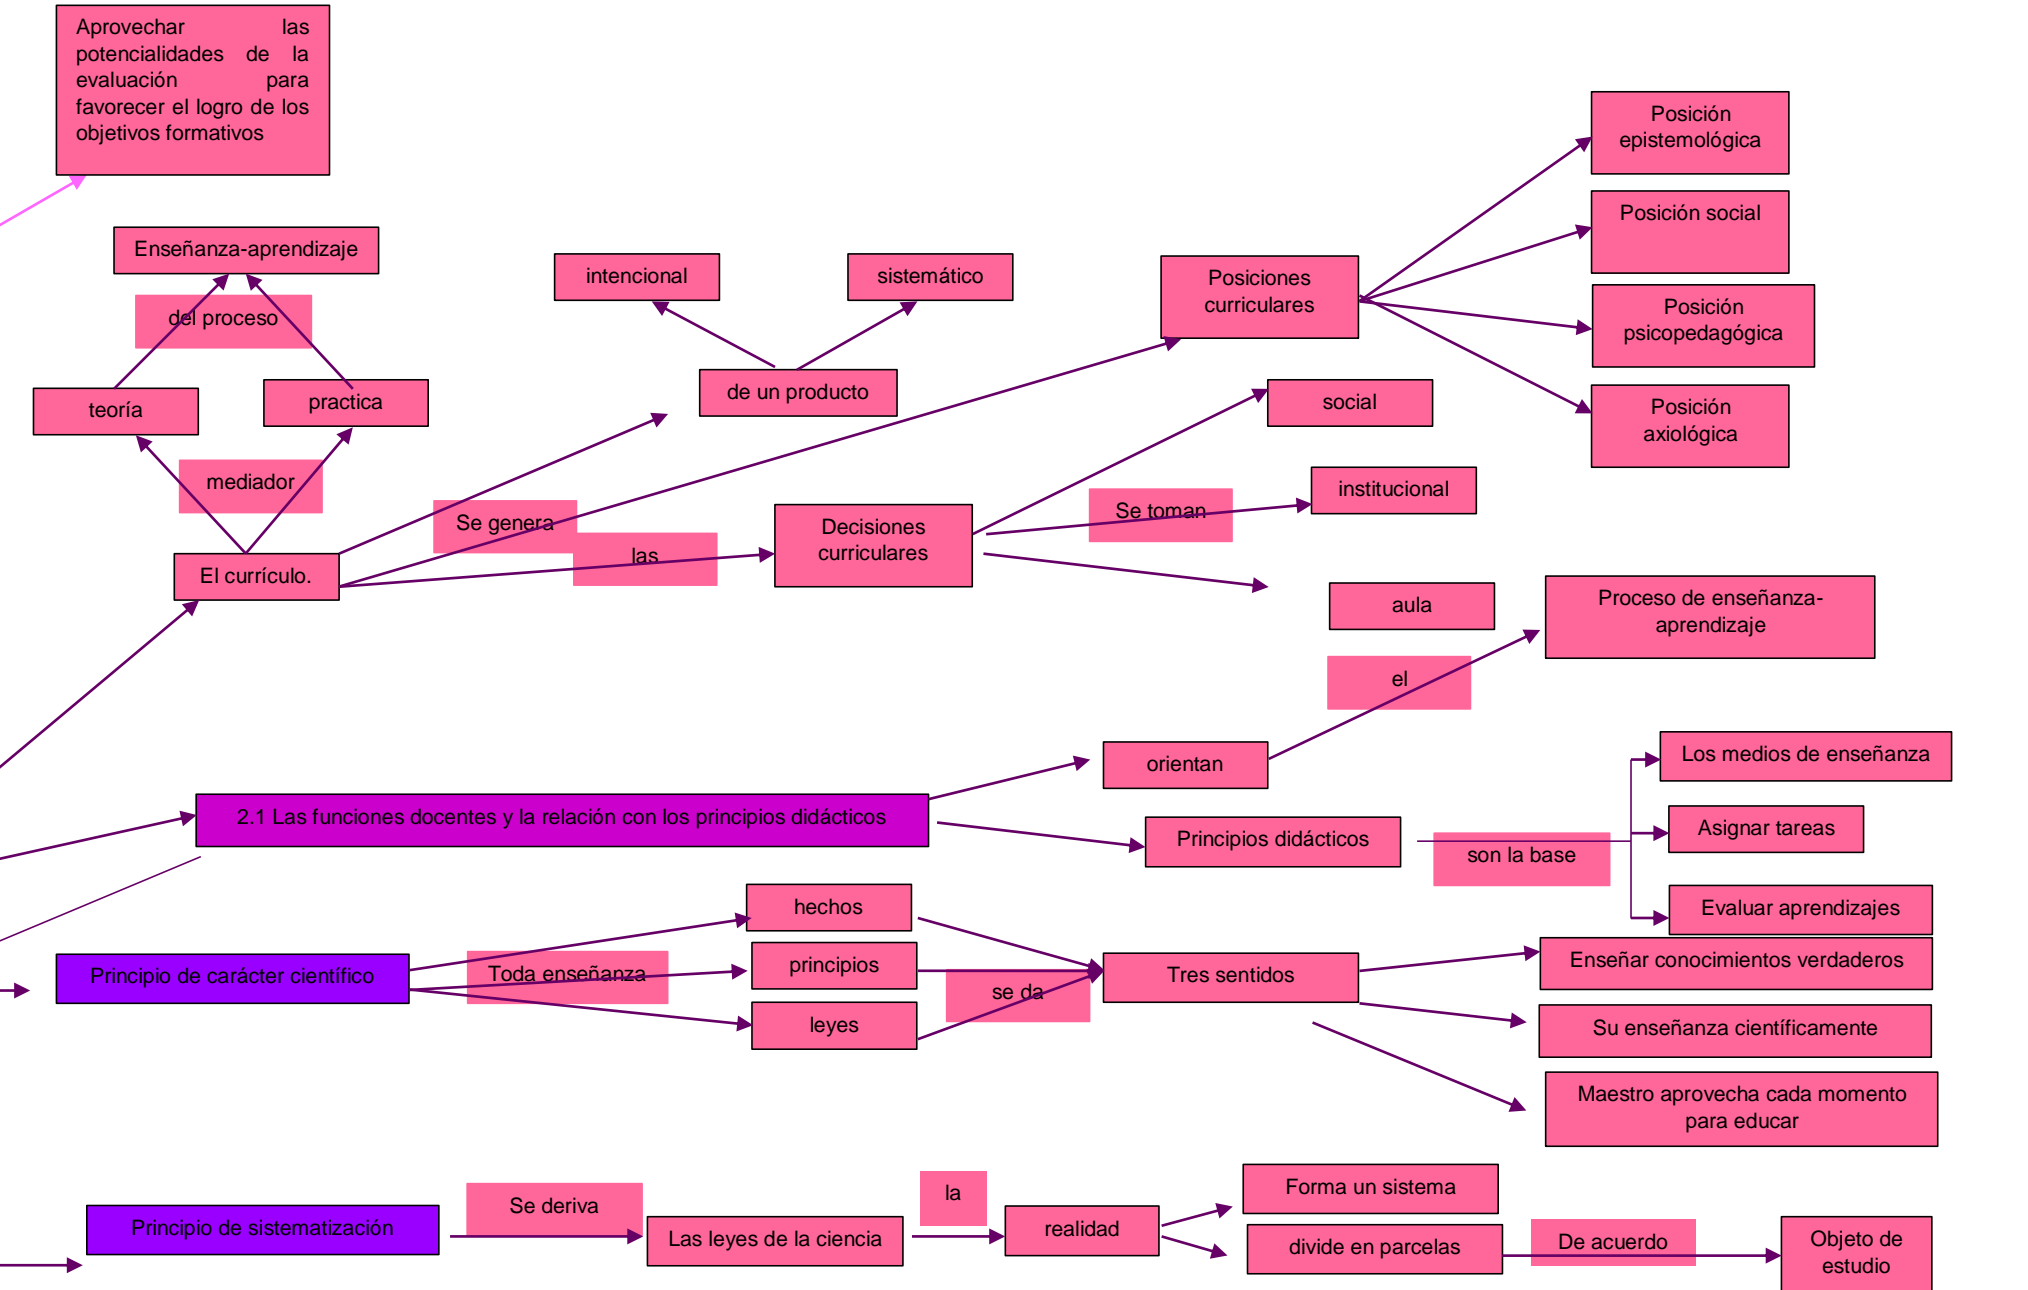 Aprovechar las
potencialidades de la
evaluación para
favorecer el logro de los
objetivos formativos
Enseñanza-aprendizaje
del proceso
teoría
practica
mediador
El currículo.
intencional
sistemático
de un producto
Se genera
las
Posiciones
curriculares
Posición
epistemológica
Posición social
Posición
psicopedagógica
Posición
axiológica
Decisiones
curriculares
Se toman
social
institucional
aula
Proceso de enseñanza-
aprendizaje
el
orientan
2.1 Las funciones docentes y la relación con los principios didácticos
Principios didácticos
son la base
Los medios de enseñanza
Asignar tareas
Evaluar aprendizajes
Principio de carácter científico
Toda enseñanza
hechos
principios
leyes
se da
Tres sentidos
Enseñar conocimientos verdaderos
Su enseñanza científicamente
Maestro aprovecha cada momento
para educar
Principio de sistematización
Se deriva
Las leyes de la ciencia
la
realidad
Forma un sistema
divide en parcelas
De acuerdo
Objeto de
estudio